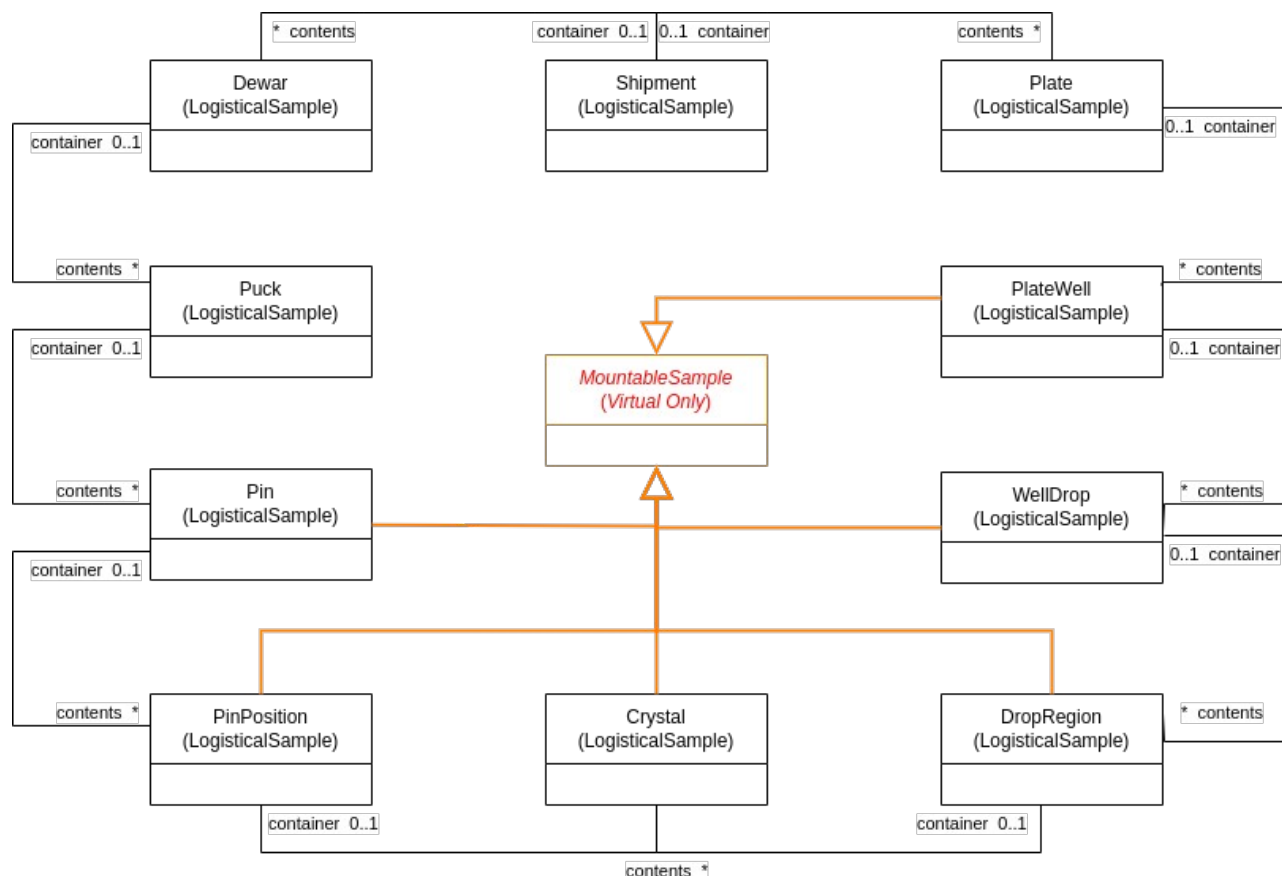 * contents
container 0..1
0..1 container
contents *
Dewar
(LogisticalSample)
Shipment
(LogisticalSample)
Plate
(LogisticalSample)
container 0..1
0..1 container
contents *
Puck
(LogisticalSample)
PlateWell
(LogisticalSample)
* contents
container 0..1
0..1 container
MountableSample
(Virtual Only)
contents *
Pin
(LogisticalSample)
WellDrop
(LogisticalSample)
* contents
container 0..1
0..1 container
contents *
PinPosition
(LogisticalSample)
Crystal
(LogisticalSample)
DropRegion
(LogisticalSample)
* contents
container 0..1
container 0..1
contents *